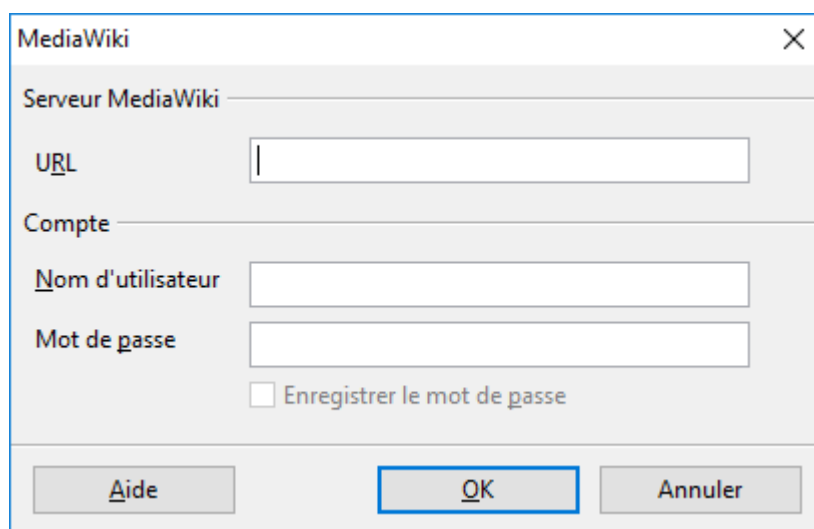 MediaWiki
Serveur MediaWiki
URL
Compte
Nom d'utilisateur
Mot de passe
Enregistrer le mot de passe
Aide OK Annuler